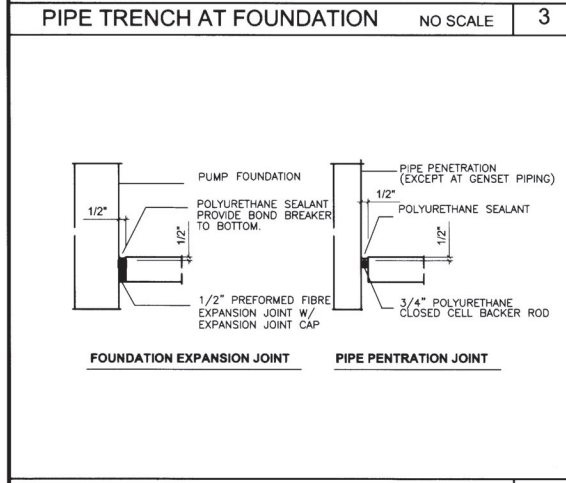 PIPE TRENCH AT FOUNDATION NO SCALE 3
PUMP FOUNDATION
1/2"
POLYURETHANE SEALANT
PROVIDE BOND BREAKER
TO BOTTOM.
1/2"
1/2" PREFORMED FIBRE
EXPANSION JOINT W/
EXPANSION JOINT CAP
FOUNDATION EXPANSION JOINT
PIPE PENETRATION
(EXCEPT AT GENSET PIPING)
1/2"
POLYURETHANE SEALANT
1/2"
3/4" POLYURETHANE
CLOSED CELL BACKER ROD
PIPE PENTRATION JOINT